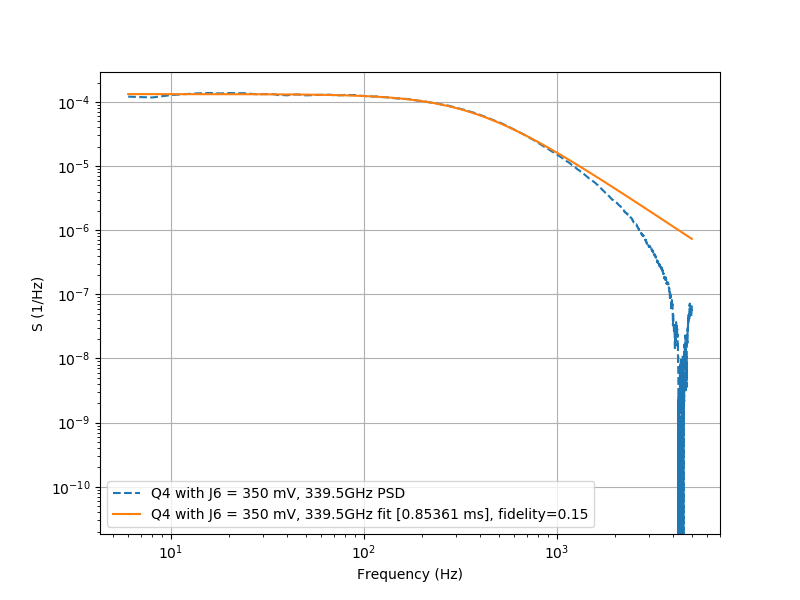 10⁻⁴
10⁻⁵
10⁻⁶
10⁻⁷
10⁻⁸
10⁻⁹
10⁻¹⁰
S (1/Hz)
Q4 with J6 = 350 mV, 339.5GHz PSD
Q4 with J6 = 350 mV, 339.5GHz fit [0.85361 ms], fidelity=0.15
10¹ 10² 10³
Frequency (Hz)